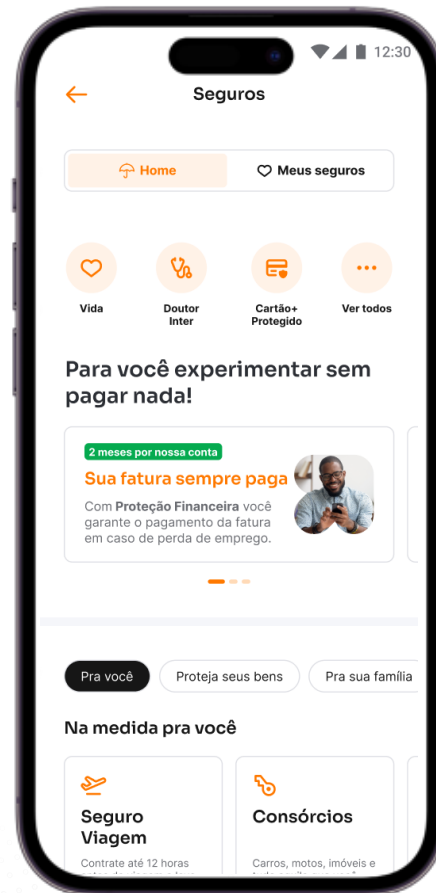 12:30
Seguros
Home
Meus seguros
Vida
Doutor
Inter
Cartão+
Protegido
Ver todos
Para você experimentar sem
pagar nada!
2 meses por nossa conta
Sua fatura sempre paga
Com Proteção Financeira você
garante o pagamento da fatura
em caso de perda de emprego.
Pra você
Proteja seus bens
Pra sua família
Na medida pra você
Seguro
Viagem
Contrate até 12 horas
Consórcios
Carros, motos, imóveis e